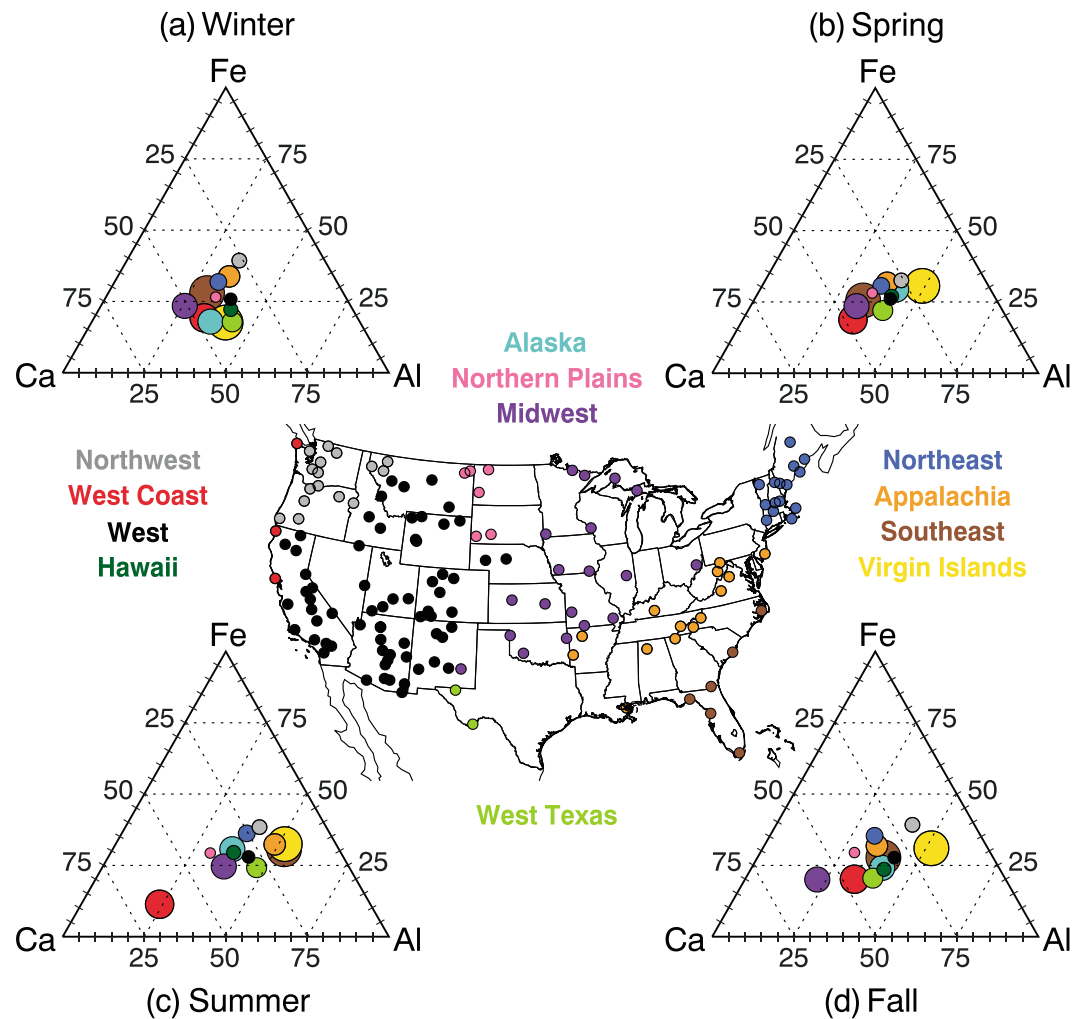 (a) Winter
(b) Spring
Fe
Fe
25
75
25
75
50
50
50
50
75
25
75
25
Ca
Al
Ca
Al
25
50
75
25
50
75
Alaska
Northern Plains
Midwest
Northwest
West Coast
West
Hawaii
Northeast
Appalachia
Southeast
Virgin Islands
West Texas
Fe
Fe
25
75
25
75
50
50
50
50
75
25
75
25
Ca
Al
Ca
Al
25
50
75
25
50
75
(c) Summer
(d) Fall